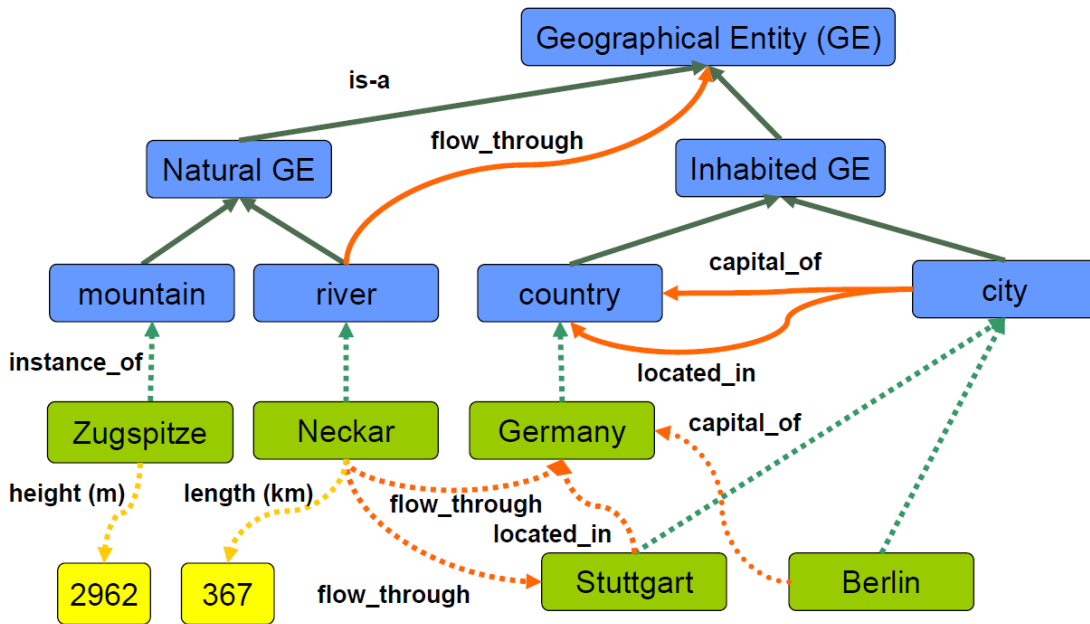 Geographical Entity (GE)
is-a
flow_through
Natural GE
Inhabited GE
capital_of
mountain
river
country
city
instance_of
located_in
Zugspitze
Neckar
Germany
capital_of
height (m)
length (km)
flow_through
located_in
2962
367
flow_through
Stuttgart
Berlin